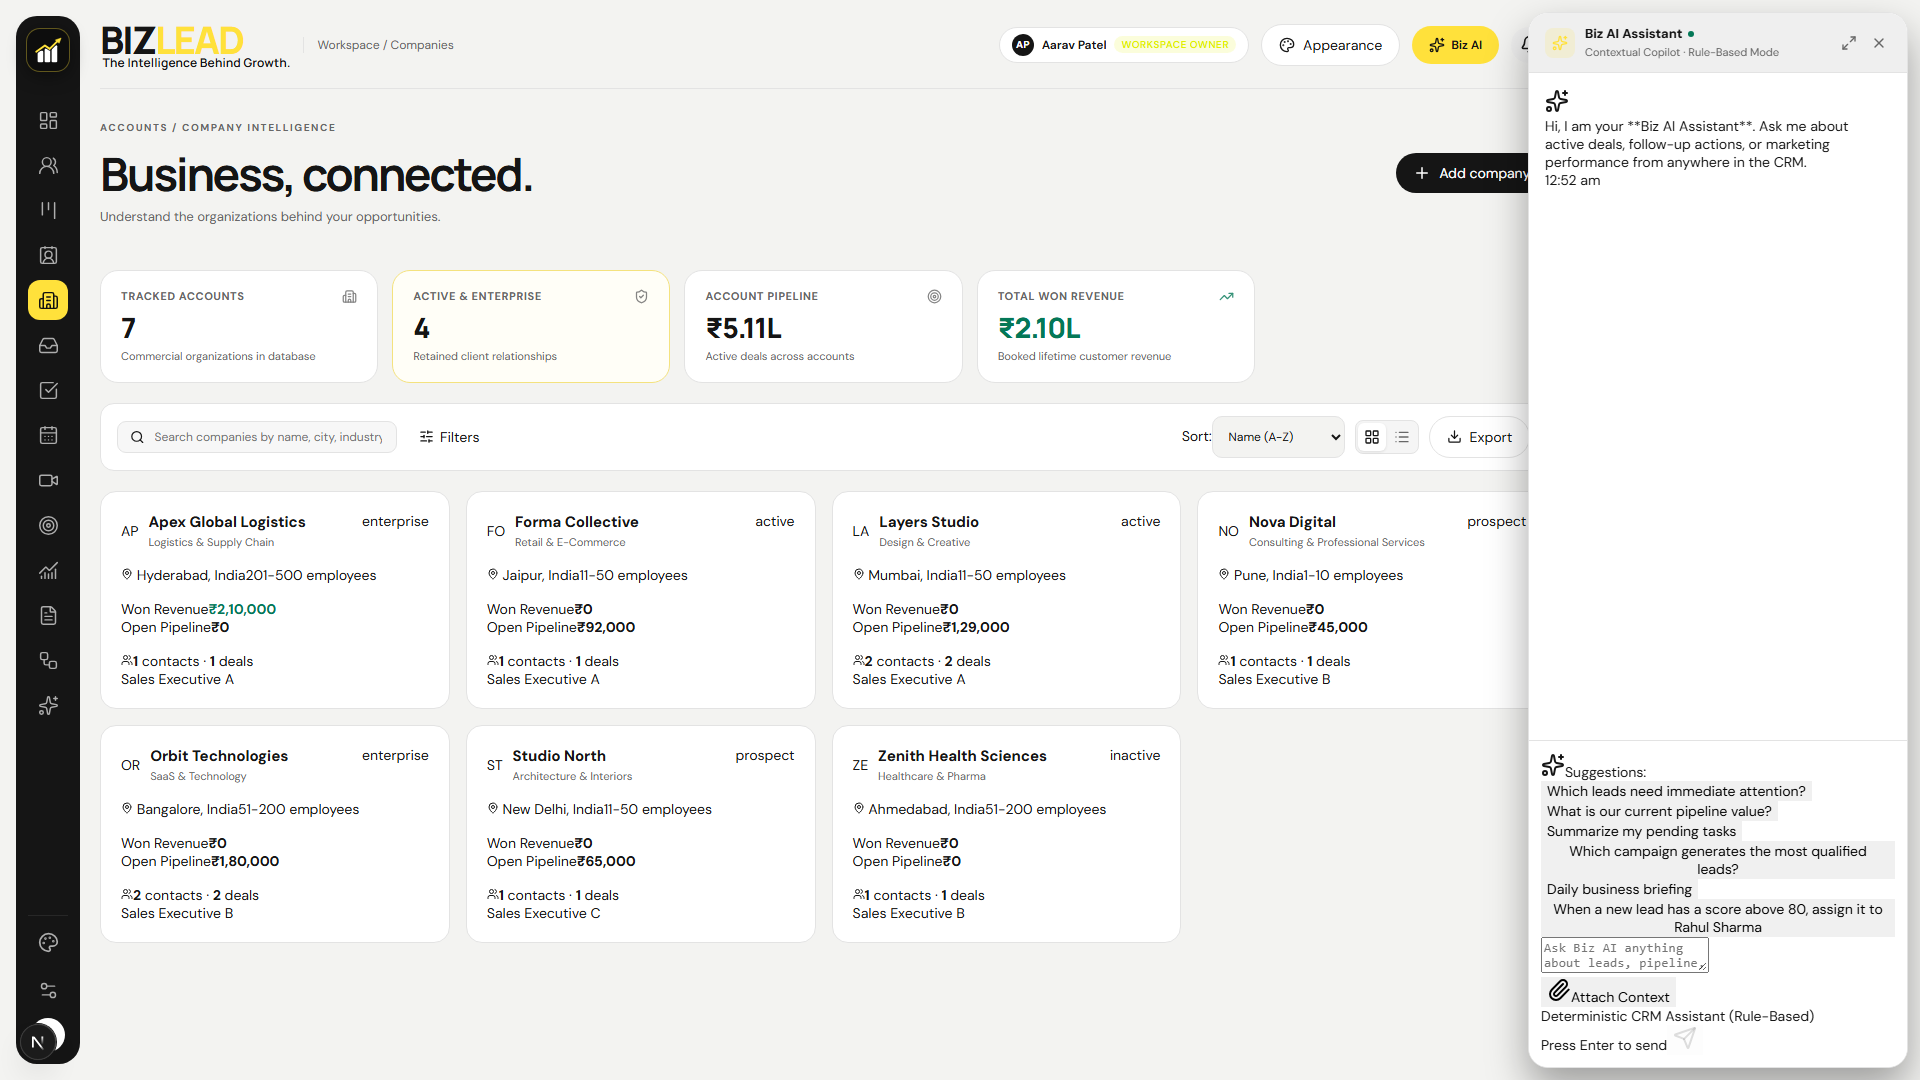 BIZLEAD
The Intelligence Behind Growth.
Workspace / Companies
AP Aarav Patel WORKSPACE OWNER
Appearance
Biz AI
ACCOUNTS / COMPANY INTELLIGENCE
Business, connected.
Understand the organizations behind your opportunities.
Add company
TRACKED ACCOUNTS
7
Commercial organizations in database
ACTIVE & ENTERPRISE
4
Retained client relationships
ACCOUNT PIPELINE
₹5.11L
Active deals across accounts
TOTAL WON REVENUE
₹2.10L
Booked lifetime customer revenue
Search companies by name, city, industry
Filters
Sort: Name (A-Z)
Export
AP Apex Global Logistics enterprise
Logistics & Supply Chain
Hyderabad, India201-500 employees
Won Revenue₹2,10,000
Open Pipeline₹0
1 contacts · 1 deals
Sales Executive A
FO Forma Collective active
Retail & E-Commerce
Jaipur, India11-50 employees
Won Revenue₹0
Open Pipeline₹92,000
1 contacts · 1 deals
Sales Executive A
LA Layers Studio active
Design & Creative
Mumbai, India11-50 employees
Won Revenue₹0
Open Pipeline₹1,29,000
2 contacts · 2 deals
Sales Executive A
NO Nova Digital prospect
Consulting & Professional Services
Pune, India1-10 employees
Won Revenue₹0
Open Pipeline₹45,000
1 contacts · 1 deals
Sales Executive B
OR Orbit Technologies enterprise
SaaS & Technology
Bangalore, India51-200 employees
Won Revenue₹0
Open Pipeline₹1,80,000
2 contacts · 2 deals
Sales Executive B
ST Studio North prospect
Architecture & Interiors
New Delhi, India11-50 employees
Won Revenue₹0
Open Pipeline₹65,000
1 contacts · 1 deals
Sales Executive C
ZE Zenith Health Sciences inactive
Healthcare & Pharma
Ahmedabad, India51-200 employees
Won Revenue₹0
Open Pipeline₹0
1 contacts · 1 deals
Sales Executive B
N
Biz AI Assistant
Contextual Copilot · Rule-Based Mode
Hi, I am your **Biz AI Assistant**. Ask me about
active deals, follow-up actions, or marketing
performance from anywhere in the CRM.
12:52 am
Suggestions:
Which leads need immediate attention?
What is our current pipeline value?
Summarize my pending tasks
Which campaign generates the most qualified
leads?
Daily business briefing
When a new lead has a score above 80, assign it to
Rahul Sharma
Ask Biz AI anything
about leads, pipeline,
Attach Context
Deterministic CRM Assistant (Rule-Based)
Press Enter to send